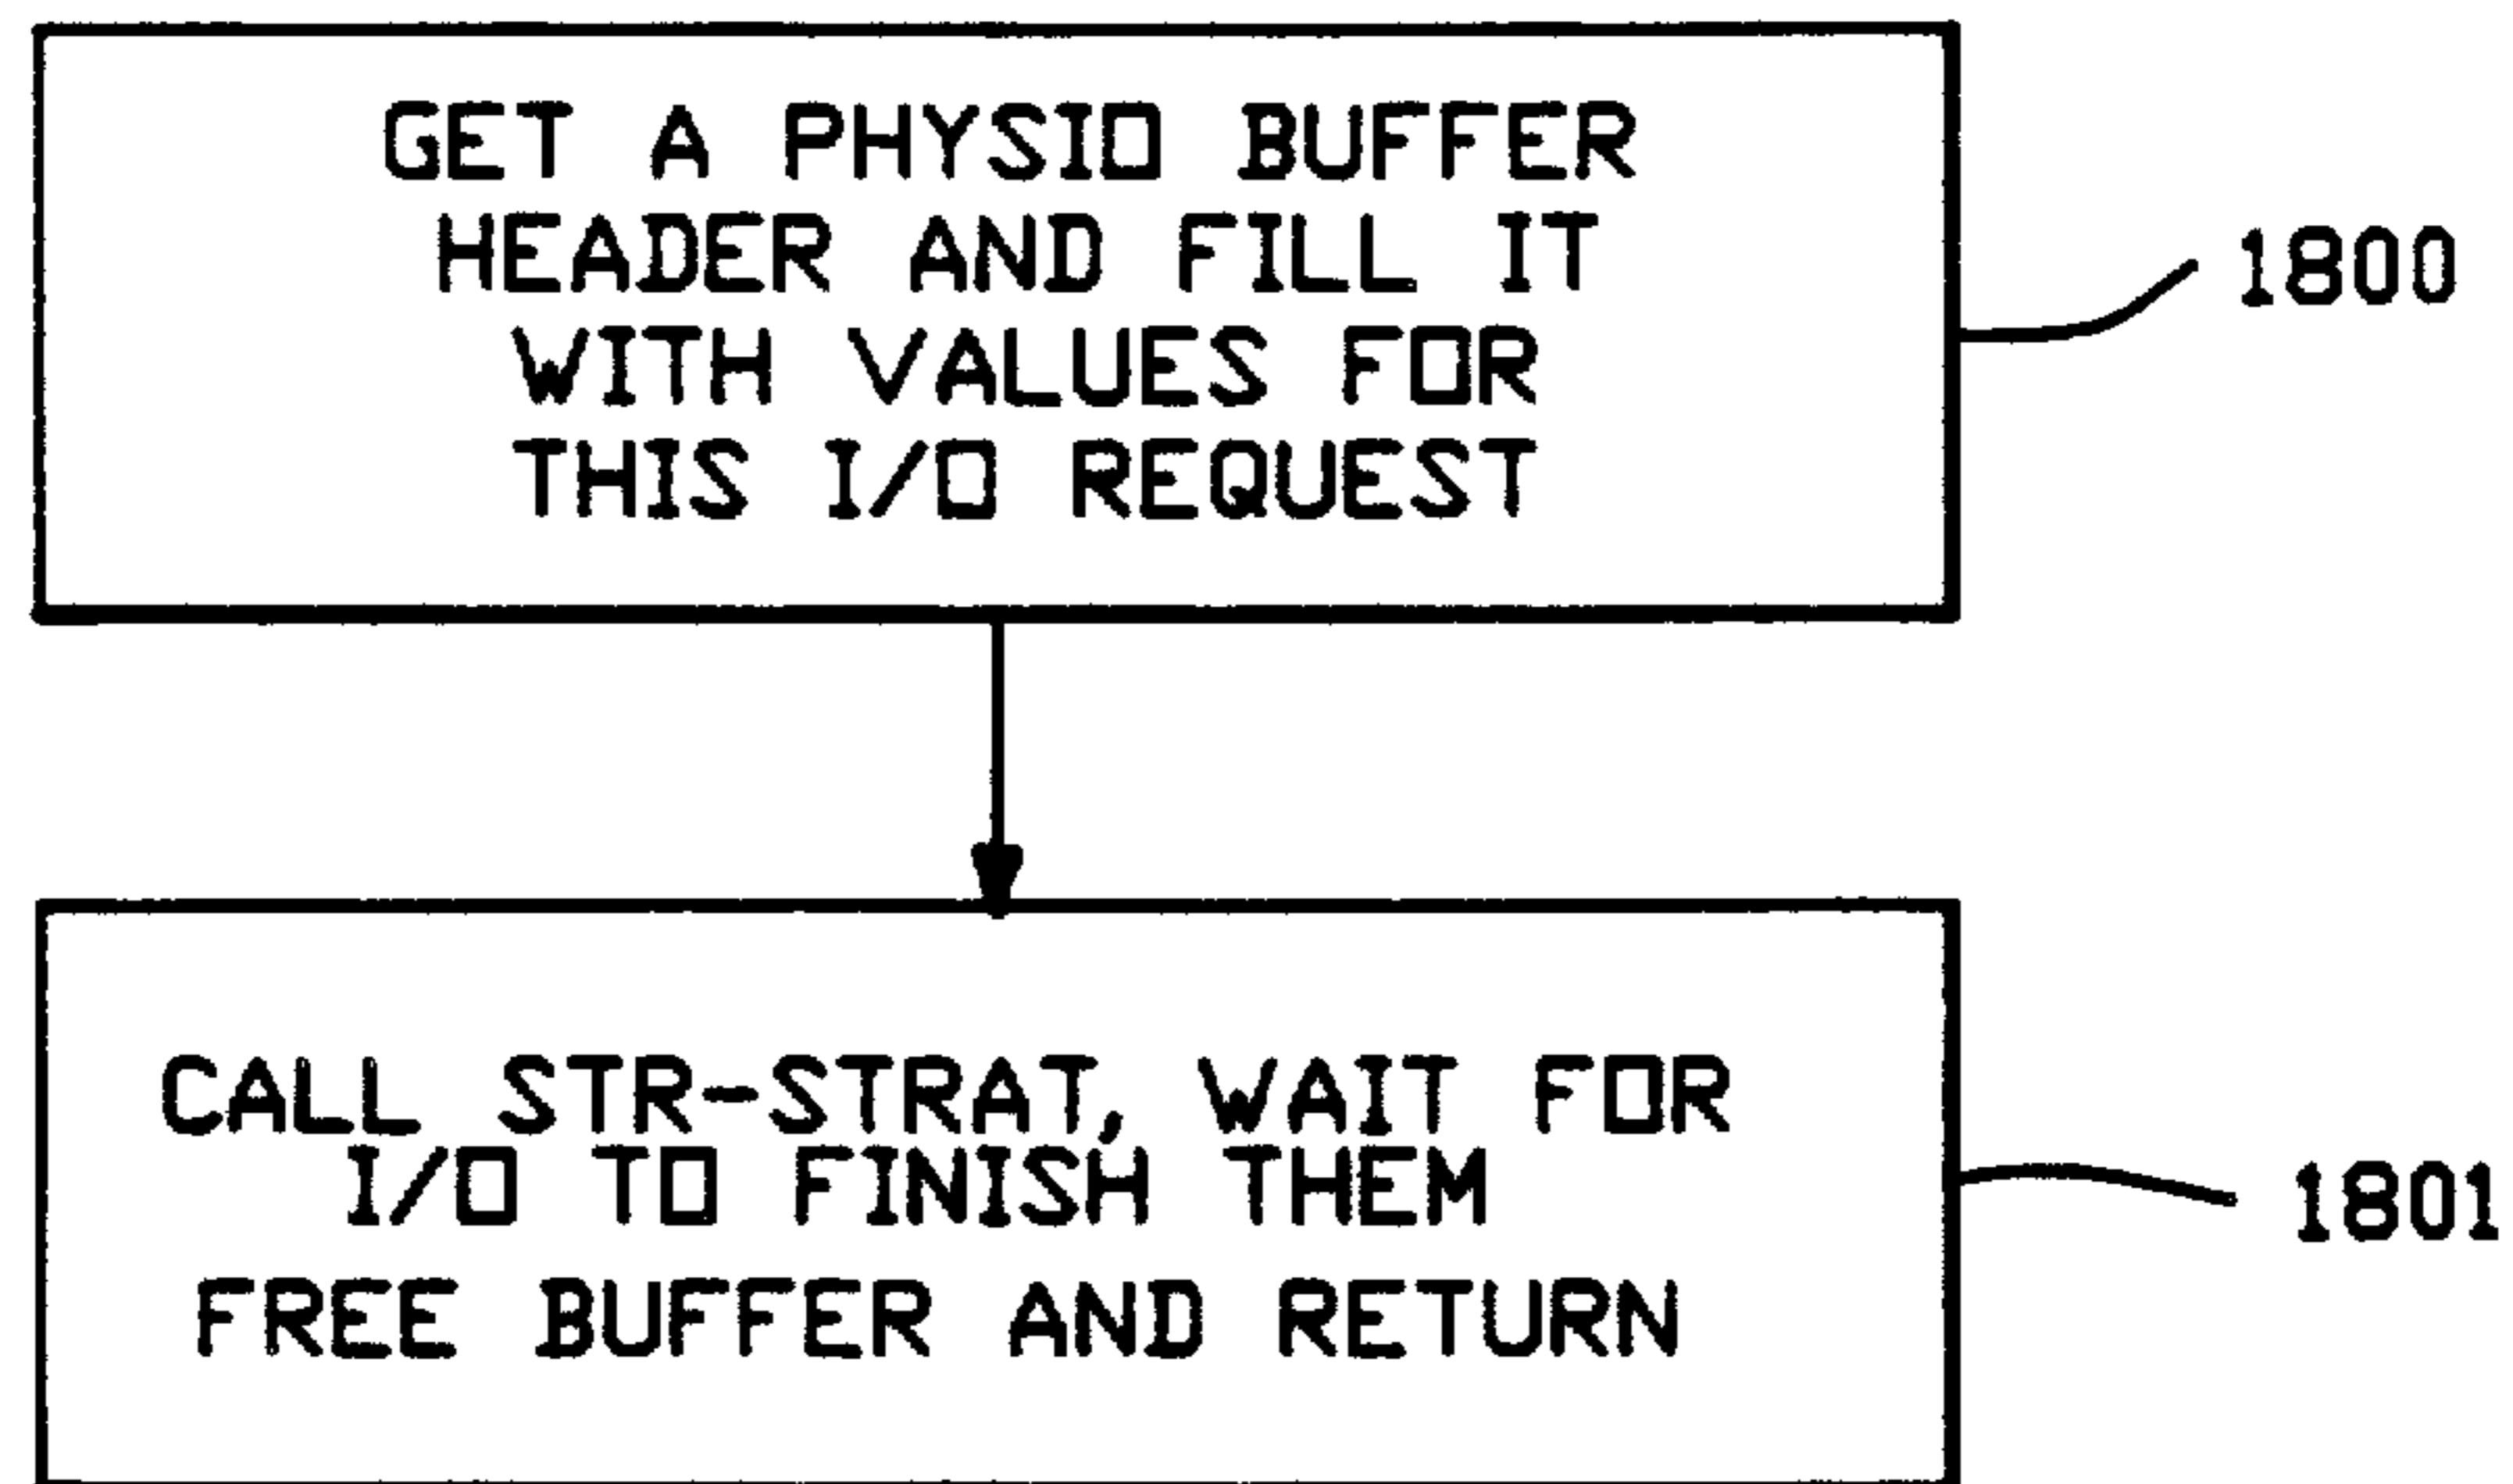 GET A PHYSIO BUFFER
HEADER AND FILL IT
WITH VALUES FOR
THIS I/O REQUEST
1800
CALL STR-STRAT, WAIT FOR
I/O TO FINISH THEM
FREE BUFFER AND RETURN
1801